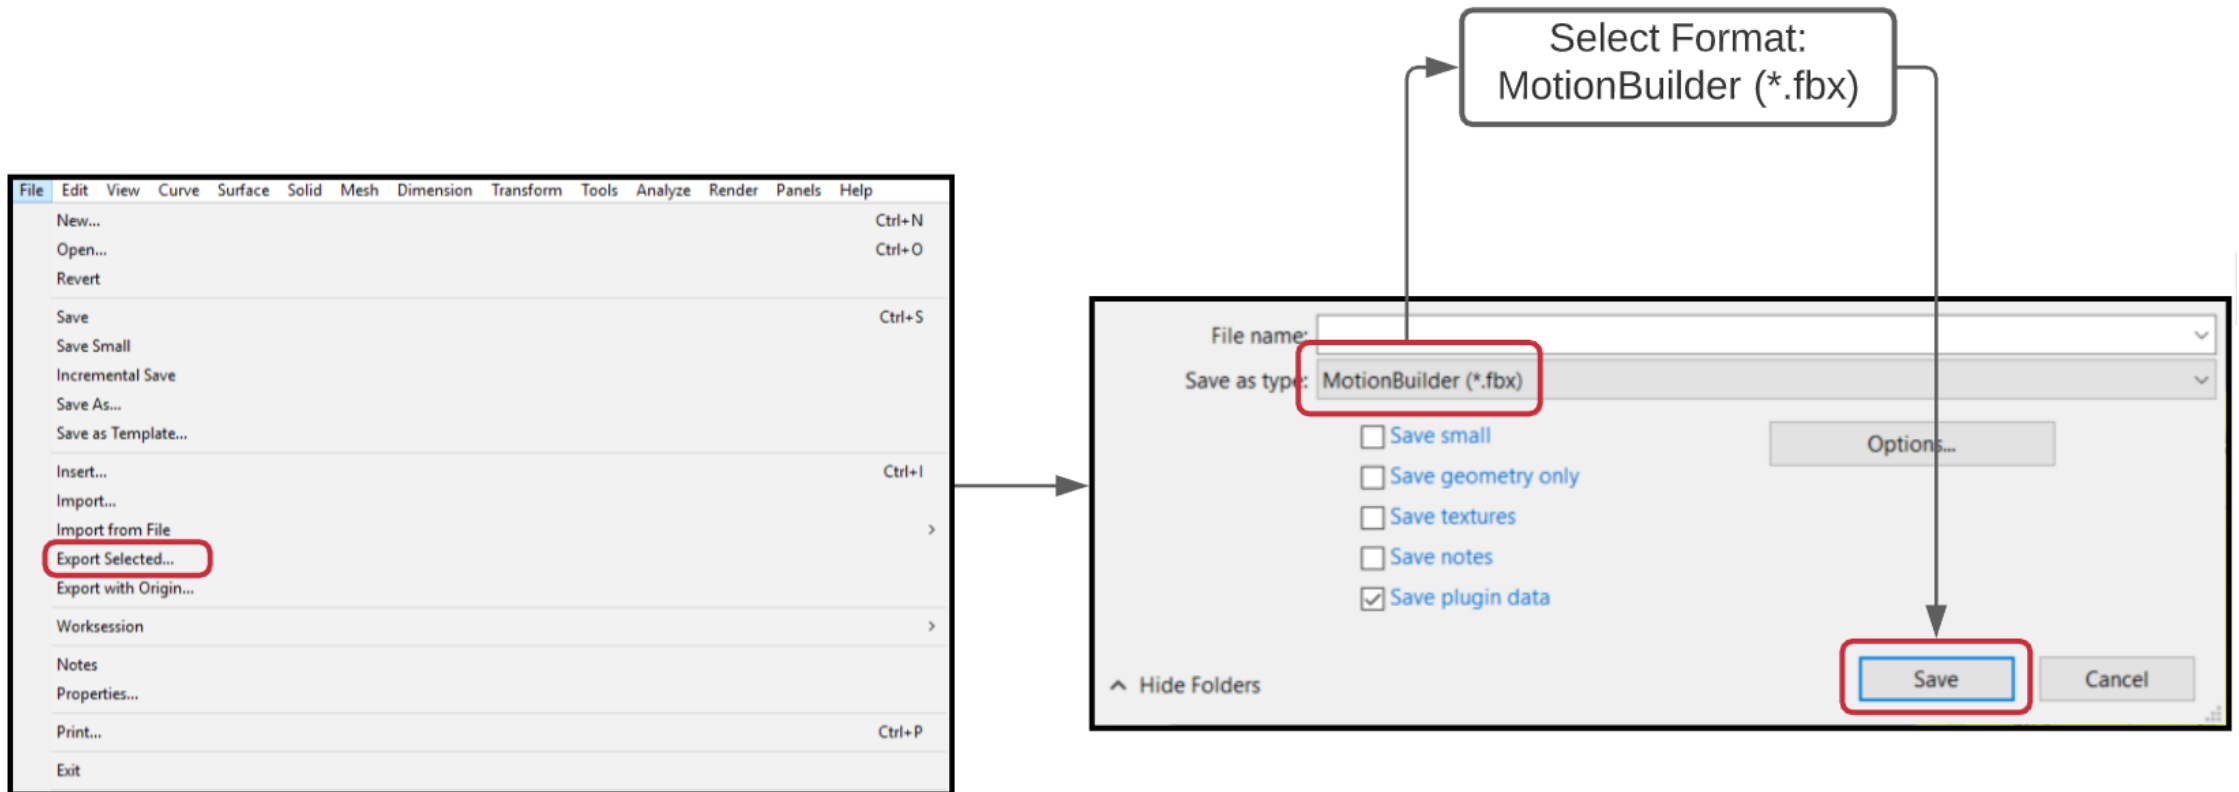 Select Format:
MotionBuilder (*.fbx)
File Edit View Curve Surface Solid Mesh Dimension Transform Tools Analyze Render Panels Help
New... Ctrl+N
Open... Ctrl+O
Revert
Save Ctrl+S
Save Small
Incremental Save
Save As...
Save as Template...
Insert... Ctrl+I
Import...
Import from File >
Export Selected...
Export with Origin...
Worksession >
Notes
Properties...
Print... Ctrl+P
Exit
File name:
Save as type: MotionBuilder (*.fbx)
Save small
Options...
Save geometry only
Save textures
Save notes
Save plugin data
Hide Folders
Save
Cancel